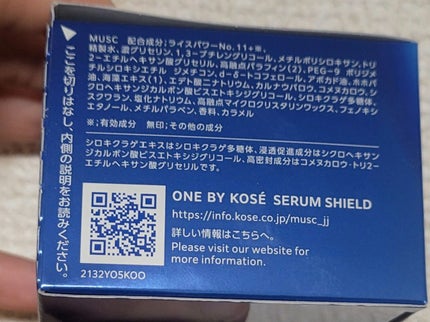 MUSC 配合成分;ライスパワーNo.11+※,
精製水,濃グリセリン,1,3-ブチレングリコール,メチルポリシロキサン,トリ
2-エチルヘキサン酸グリセリル,高融点パラフィン(2),PEG-9 ポリジメ
チルシロキシエチル ジメチコン,d-δ-トコフェロール,アボカド油,ホホバ
油,海藻エキス(1),エデト酸二ナトリウム,カルナウバロウ,コメヌカロウ,シ
クロヘキサンジカルボン酸ビスエトキシジグリコール,シロキクラゲ多糖体,
スクワラン,塩化ナトリウム,高融点マイクロクリスタリンワックス,フェノキシ
エタノール,メチルパラベン,香料,カラメル
※;有効成分 無印;その他の成分
シロキクラゲエキスはシロキクラゲ多糖体,浸透促進成分はシクロヘキサン
ジカルボン酸ビスエトキシジグリコール,高密封成分はコメヌカロウ・トリ2-
エチルヘキサン酸グリセリルです。
ここを切りはなし、内側の説明をお読みください。
ONE BY KOSÉ SERUM SHIELD
https://info.kose.co.jp/musc_jj
詳しい情報はこちらへ。
Please visit our website for
more information.
2132YO5KOO